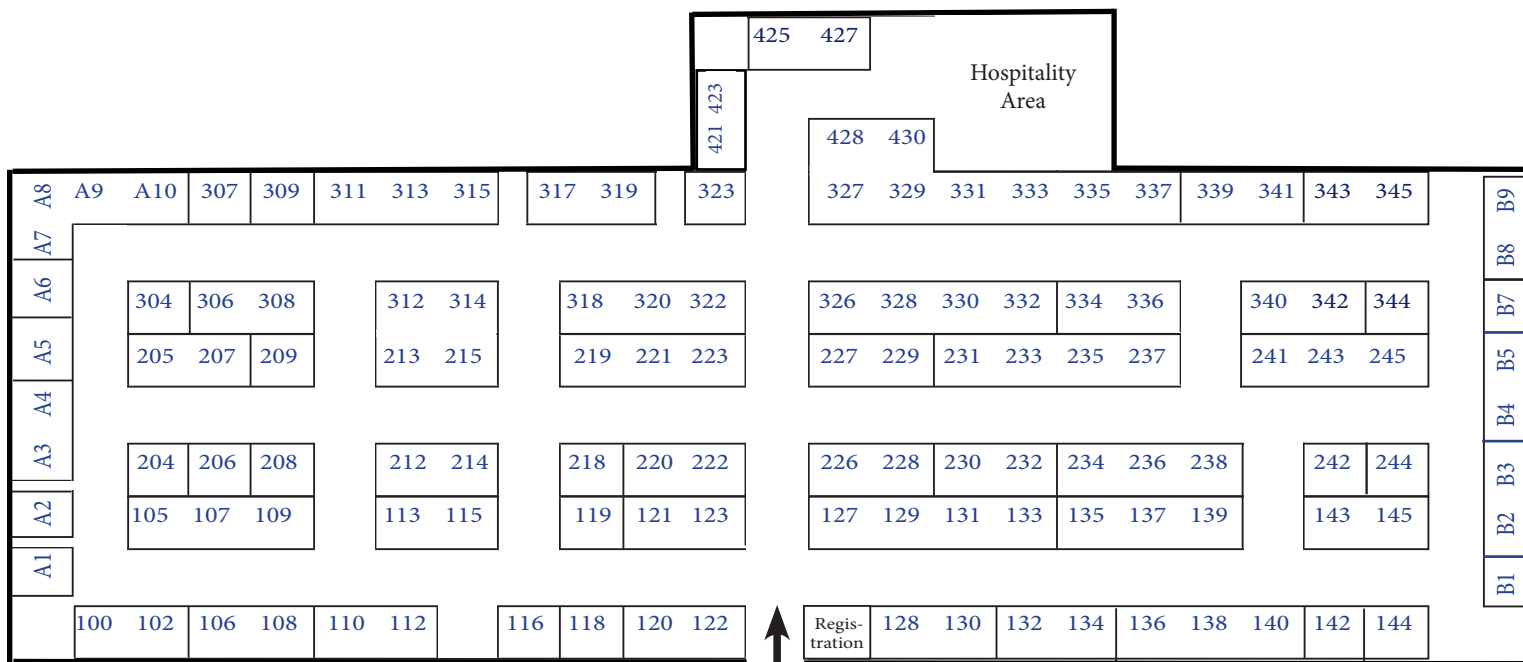 425 427
Hospitality
Area
421 423
428 430
A8 A9 A10 307 309 311 313 315 317 319 323 327 329 331 333 335 337 339 341 343 345 B9
A7 B8
A6 304 306 308 312 314 318 320 322 326 328 330 332 334 336 340 342 344 B7
A5 205 207 209 213 215 219 221 223 227 229 231 233 235 237 241 243 245 B5
A4 B4
A3 204 206 208 212 214 218 220 222 226 228 230 232 234 236 238 242 244 B3
A2 105 107 109 113 115 119 121 123 127 129 131 133 135 137 139 143 145 B2
A1 B1
100 102 106 108 110 112 116 118 120 122 Regis-
tration 128 130 132 134 136 138 140 142 144